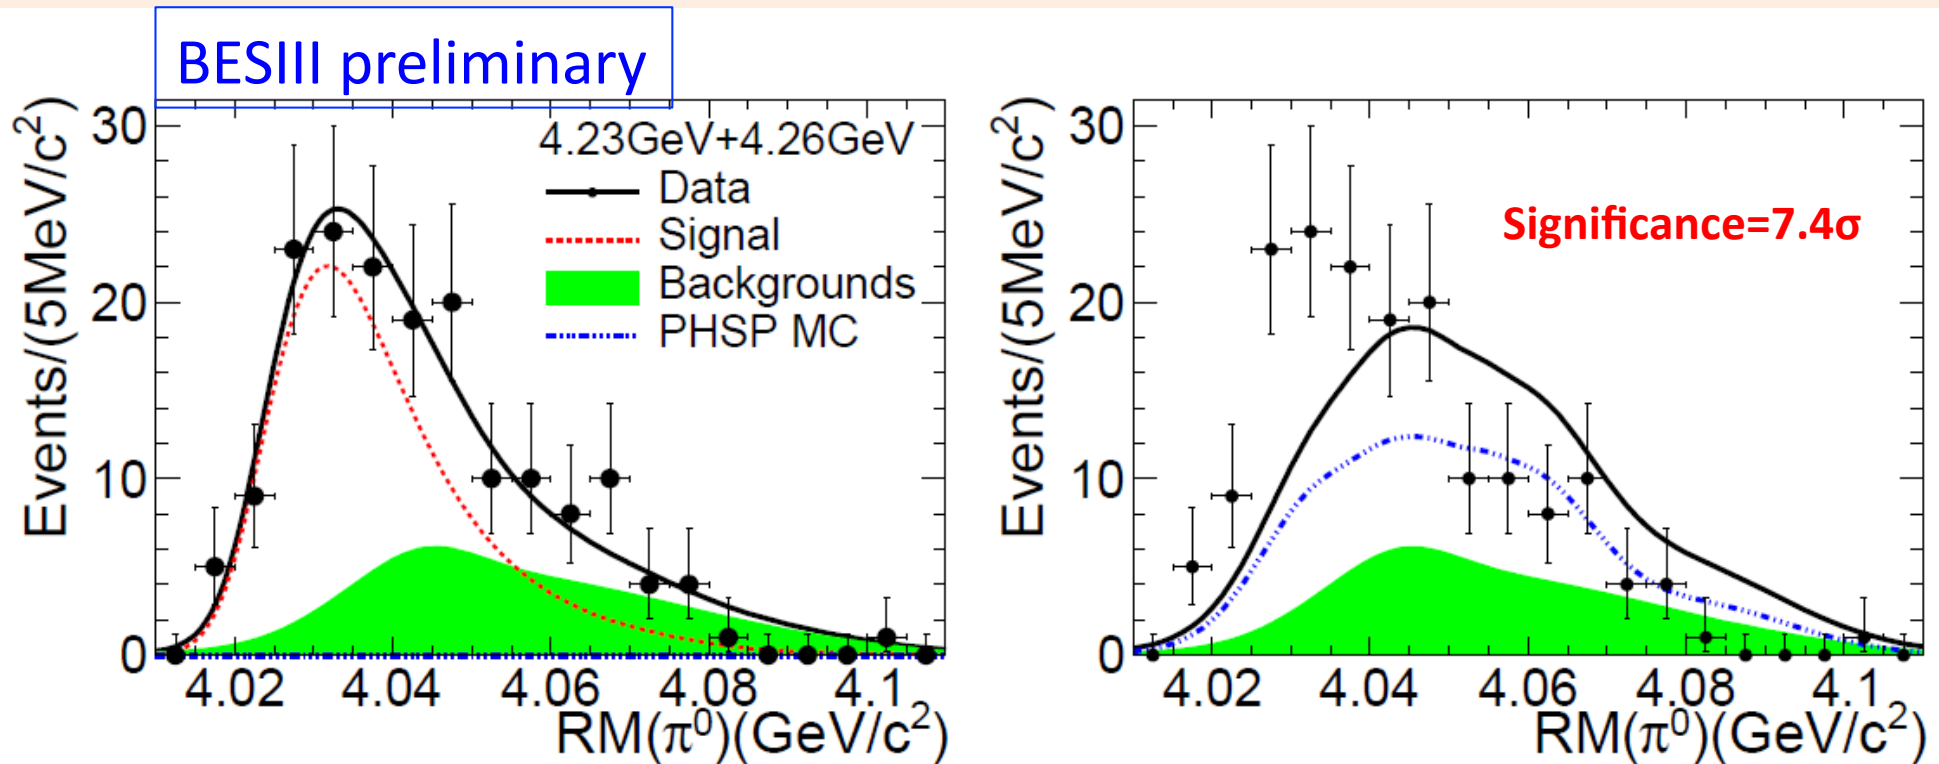 BESIII preliminary
Events/(5MeV/c²)
30
20
10
0
4.23GeV+4.26GeV
Data
Signal
Backgrounds
PHSP MC
4.02 4.04 4.06 4.08 4.1
RM(π⁰)(GeV/c²)
Events/(5MeV/c²)
30
20
10
0
Significance=7.4σ
4.02 4.04 4.06 4.08 4.1
RM(π⁰)(GeV/c²)